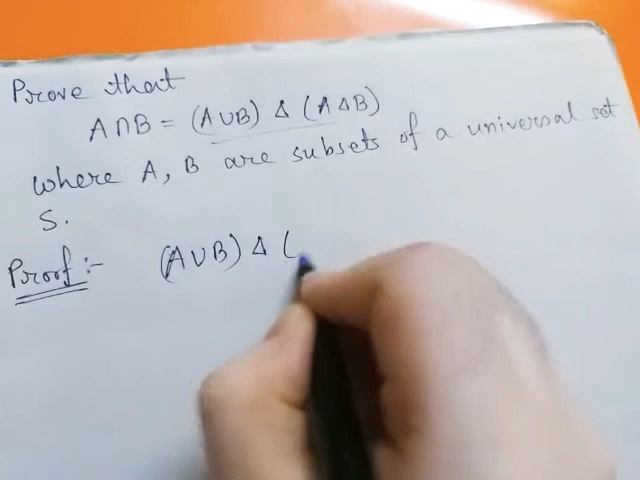 Prove that
A∩B = (A∪B) Δ (AΔB)
where A, B are subsets of a universal set
S.
Proof :- (A∪B) Δ (